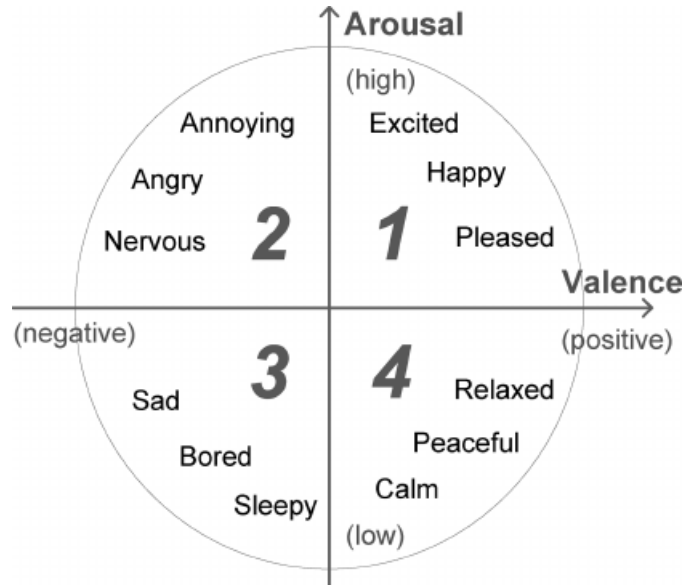 Arousal
(high)
Annoying
Excited
Angry
Happy
Nervous
2
1
Pleased
Valence
(negative)
(positive)
3
4
Sad
Relaxed
Bored
Peaceful
Sleepy
Calm
(low)